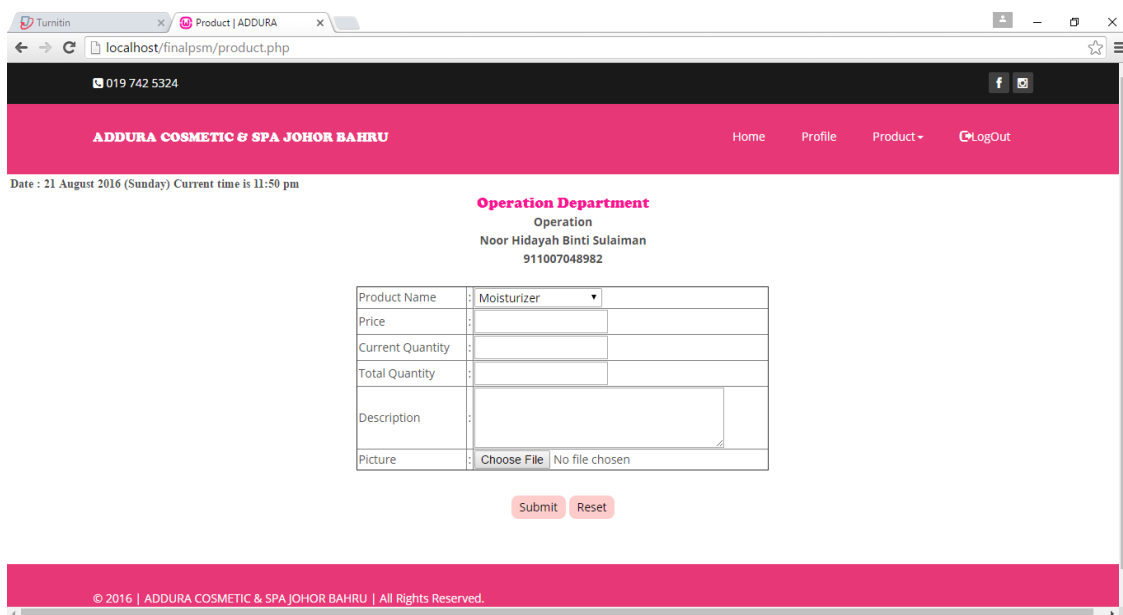 Turnitin
Product | ADDURA
localhost/finalpsm/product.php
019 742 5324
ADDURA COSMETIC & SPA JOHOR BAHRU
Home Profile Product LogOut
Date : 21 August 2016 (Sunday) Current time is 11:50 pm
Operation Department
Operation
Noor Hidayah Binti Sulaiman
911007048982
Product Name : Moisturizer
Price :
Current Quantity :
Total Quantity :
Description :
Picture : Choose File No file chosen
Submit Reset
© 2016 | ADDURA COSMETIC & SPA JOHOR BAHRU | All Rights Reserved.